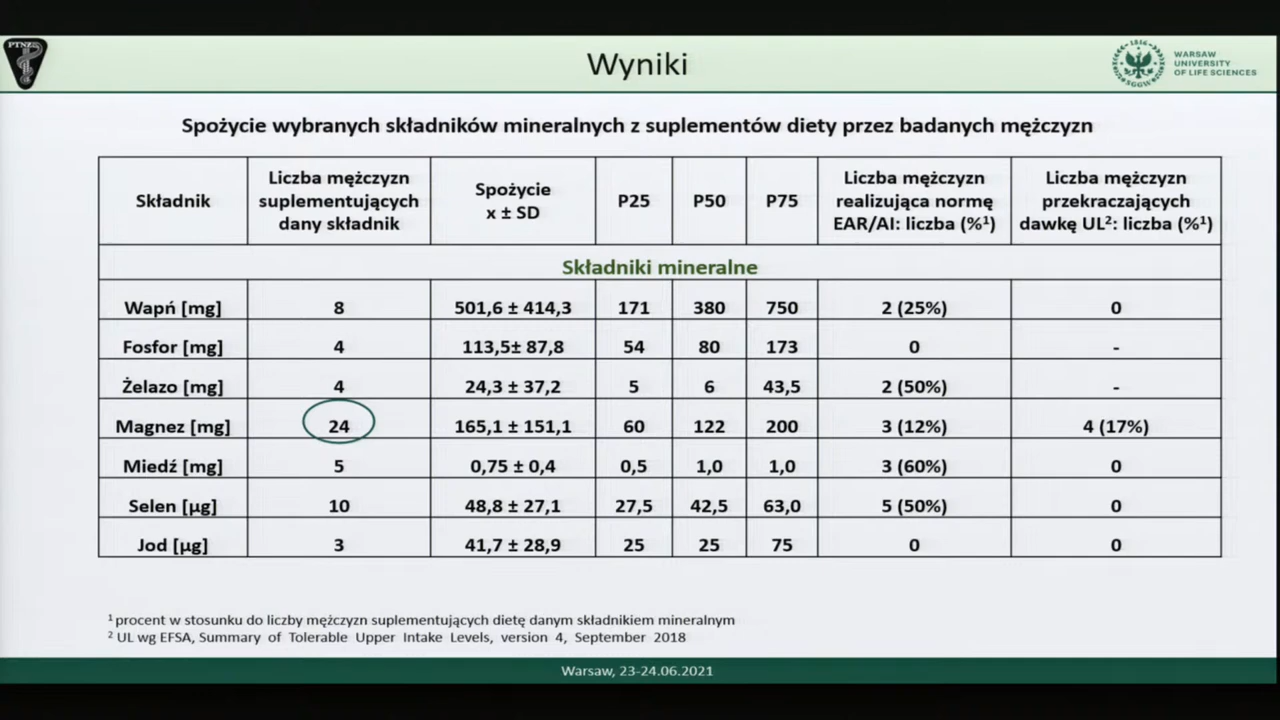 PTNZ
Wyniki
1816
SGGW
WARSAW
UNIVERSITY
OF LIFE SCIENCES
Spożycie wybranych składników mineralnych z suplementów diety przez badanych mężczyzn
Składnik
Liczba mężczyzn
suplementujących
dany składnik
Spożycie
x ± SD
P25
P50
P75
Liczba mężczyzn
realizująca normę
EAR/AI: liczba (%¹)
Liczba mężczyzn
przekraczających
dawkę UL²: liczba (%¹)
Składniki mineralne
Wapń [mg] 8 501,6 ± 414,3 171 380 750 2 (25%) 0
Fosfor [mg] 4 113,5± 87,8 54 80 173 0 -
Żelazo [mg] 4 24,3 ± 37,2 5 6 43,5 2 (50%) -
Magnez [mg] 24 165,1 ± 151,1 60 122 200 3 (12%) 4 (17%)
Miedź [mg] 5 0,75 ± 0,4 0,5 1,0 1,0 3 (60%) 0
Selen [µg] 10 48,8 ± 27,1 27,5 42,5 63,0 5 (50%) 0
Jod [µg] 3 41,7 ± 28,9 25 25 75 0 0
¹ procent w stosunku do liczby mężczyzn suplementujących dietę danym składnikiem mineralnym
² UL wg EFSA, Summary of Tolerable Upper Intake Levels, version 4, September 2018
Warsaw, 23-24.06.2021